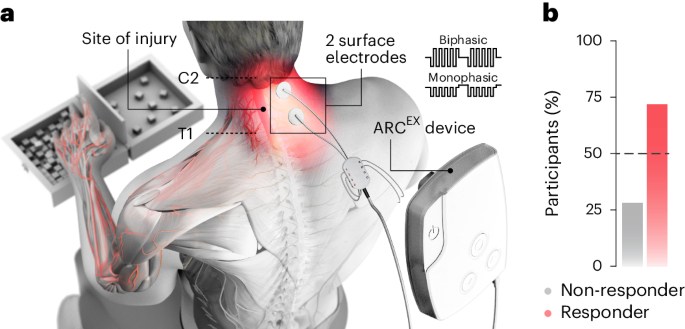 a
Site of injury
C2
T1
2 surface
electrodes
Biphasic
Monophasic
ARCEX device
b
Participants (%)
100
75
50
25
0
Non-responder
Responder